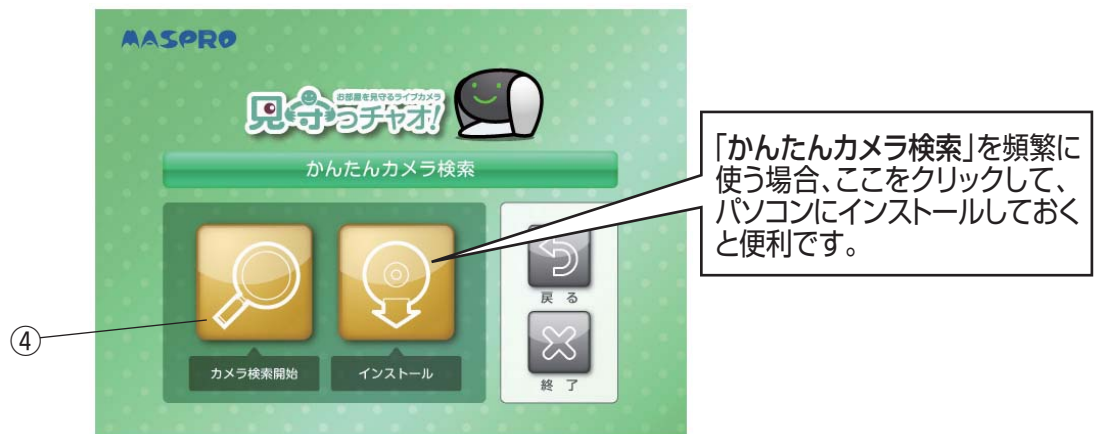 MASPRO
お部屋を見守るライブカメラ
見守っチャオ!
かんたんカメラ検索
「かんたんカメラ検索」を頻繁に
使う場合、ここをクリックして、
パソコンにインストールしておく
と便利です。
戻る
④
カメラ検索開始
インストール
終了